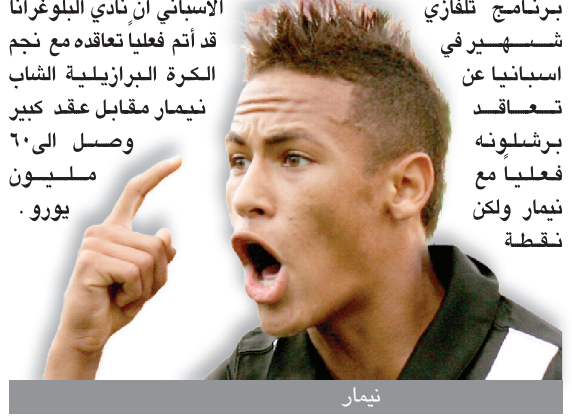 برنامج تلفازي
شهير في
اسبانيا عن
تعاقد
برشلونه
فعلياً مع
نيمار ولكن
نقطة
الاسباني ان نادي البلوغرانا
قد أتم فعلياً تعاقده مع نجم
الكرة البرازيلية الشاب
نيمار مقابل عقد كبير
وصل الى٦٠
مليون
يورو .
نيمار